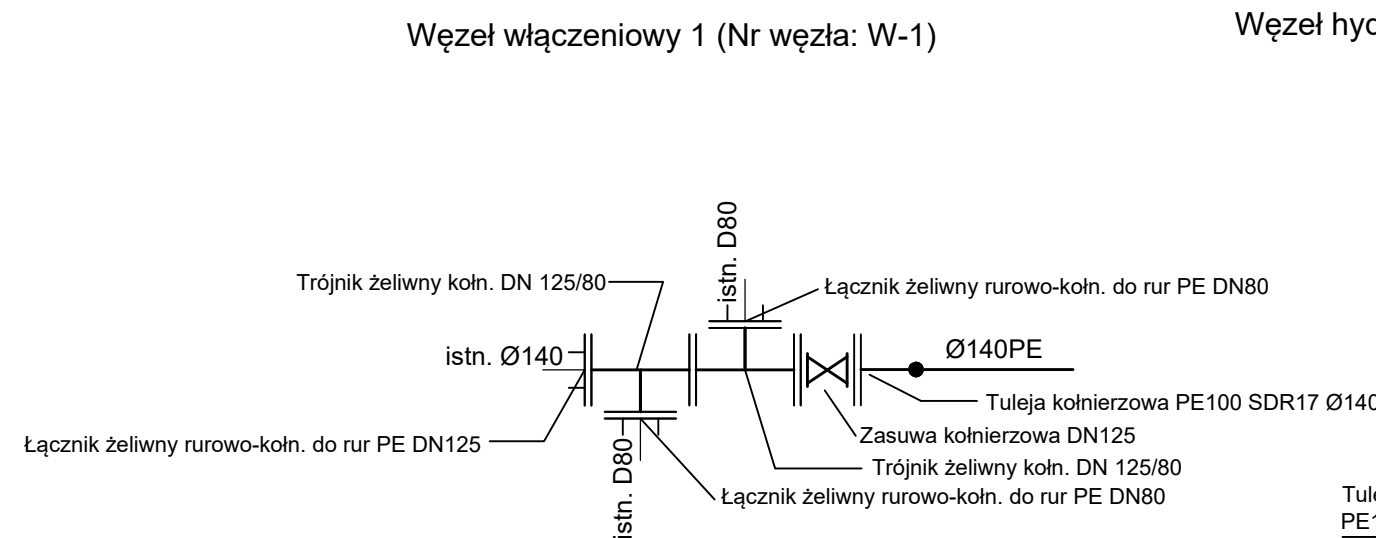 Węzeł włączeniowy 1 (Nr węzła: W-1)
Węzeł
istn. D80
Trójnik żeliwny kołn. DN 125/80
Łącznik żeliwny rurowo-kołn. do rur PE DN80
istn. Ø140
Ø140PE
Tuleja kołnierzowa PE100 SDR17 Ø140
Zasuwa kołnierzowa DN125
Łącznik żeliwny rurowo-kołn. do rur PE DN125
Trójnik żeliwny kołn. DN 125/80
istn. D80
Łącznik żeliwny rurowo-kołn. do rur PE DN80